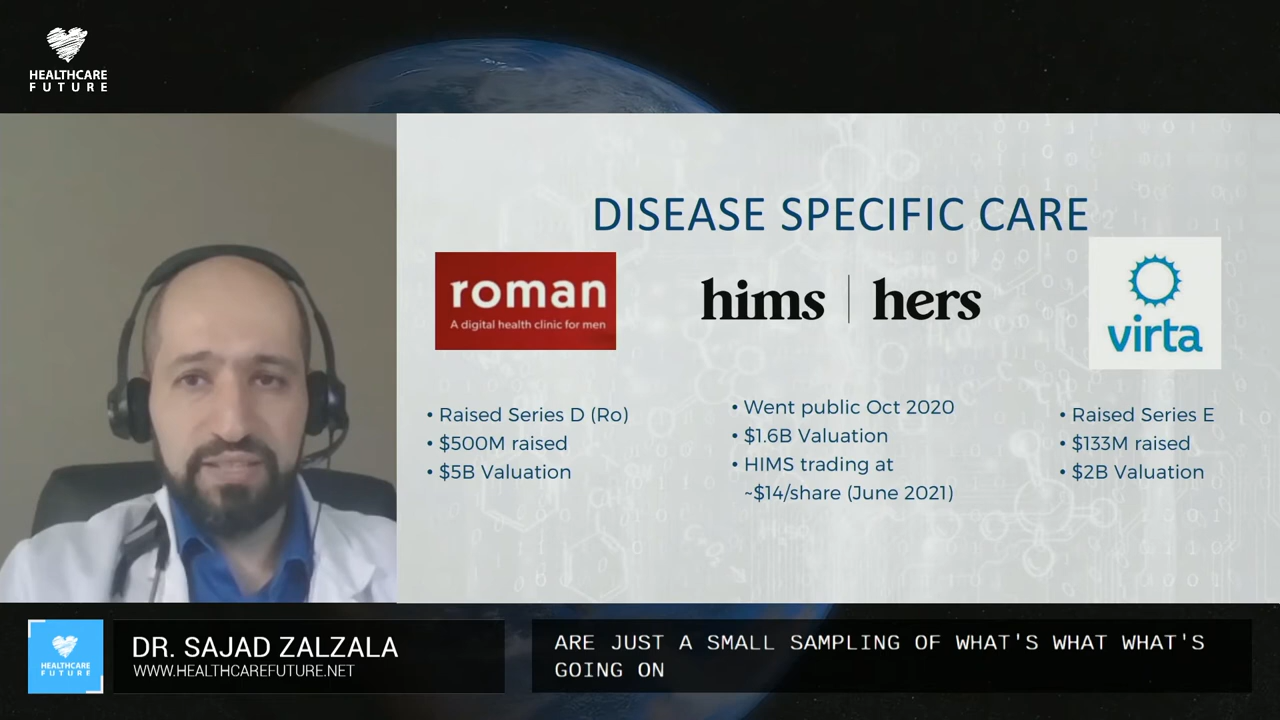 HEALTHCARE
FUTURE
DISEASE SPECIFIC CARE
roman
A digital health clinic for men
hims | hers
virta
• Raised Series D (Ro)
• $500M raised
• $5B Valuation
• Went public Oct 2020
• $1.6B Valuation
• HIMS trading at
~$14/share (June 2021)
• Raised Series E
• $133M raised
• $2B Valuation
HEALTHCARE
FUTURE
DR. SAJAD ZALZALA
WWW.HEALTHCAREFUTURE.NET
ARE JUST A SMALL SAMPLING OF WHAT'S WHAT WHAT'S
GOING ON